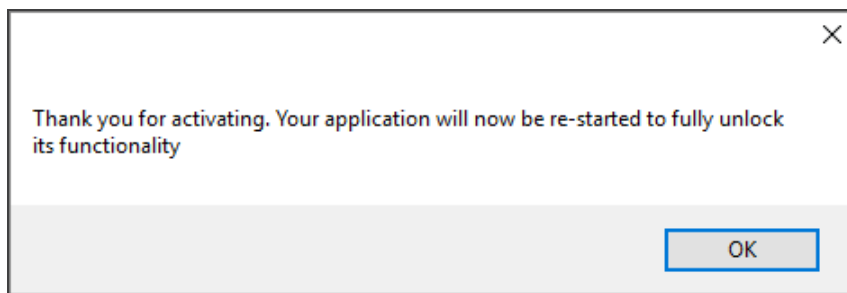 Thank you for activating. Your application will now be re-started to fully unlock
its functionality
OK